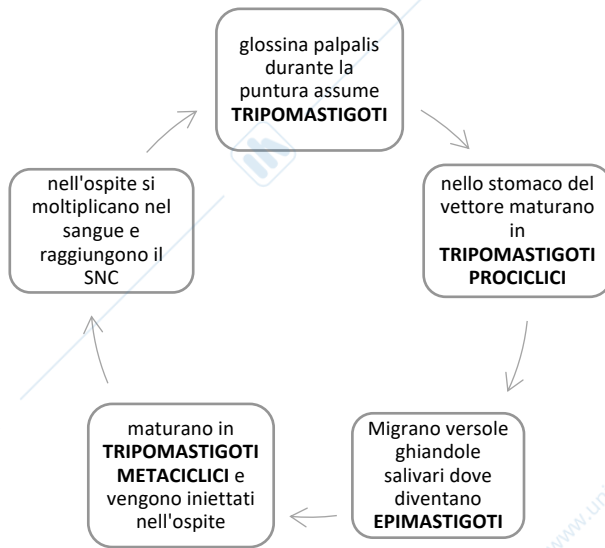 glossina palpalis
durante la
puntura assume
TRIPOMASTIGOTI
nello stomaco del
vettore maturano
in
TRIPOMASTIGOTI
PROCICLICI
Migrano versole
ghiandole
salivari dove
diventano
EPIMASTIGOTI
maturano in
TRIPOMASTIGOTI
METACICLICI e
vengono iniettati
nell'ospite
nell'ospite si
moltiplicano nel
sangue e
raggiungono il
SNC
www.uni